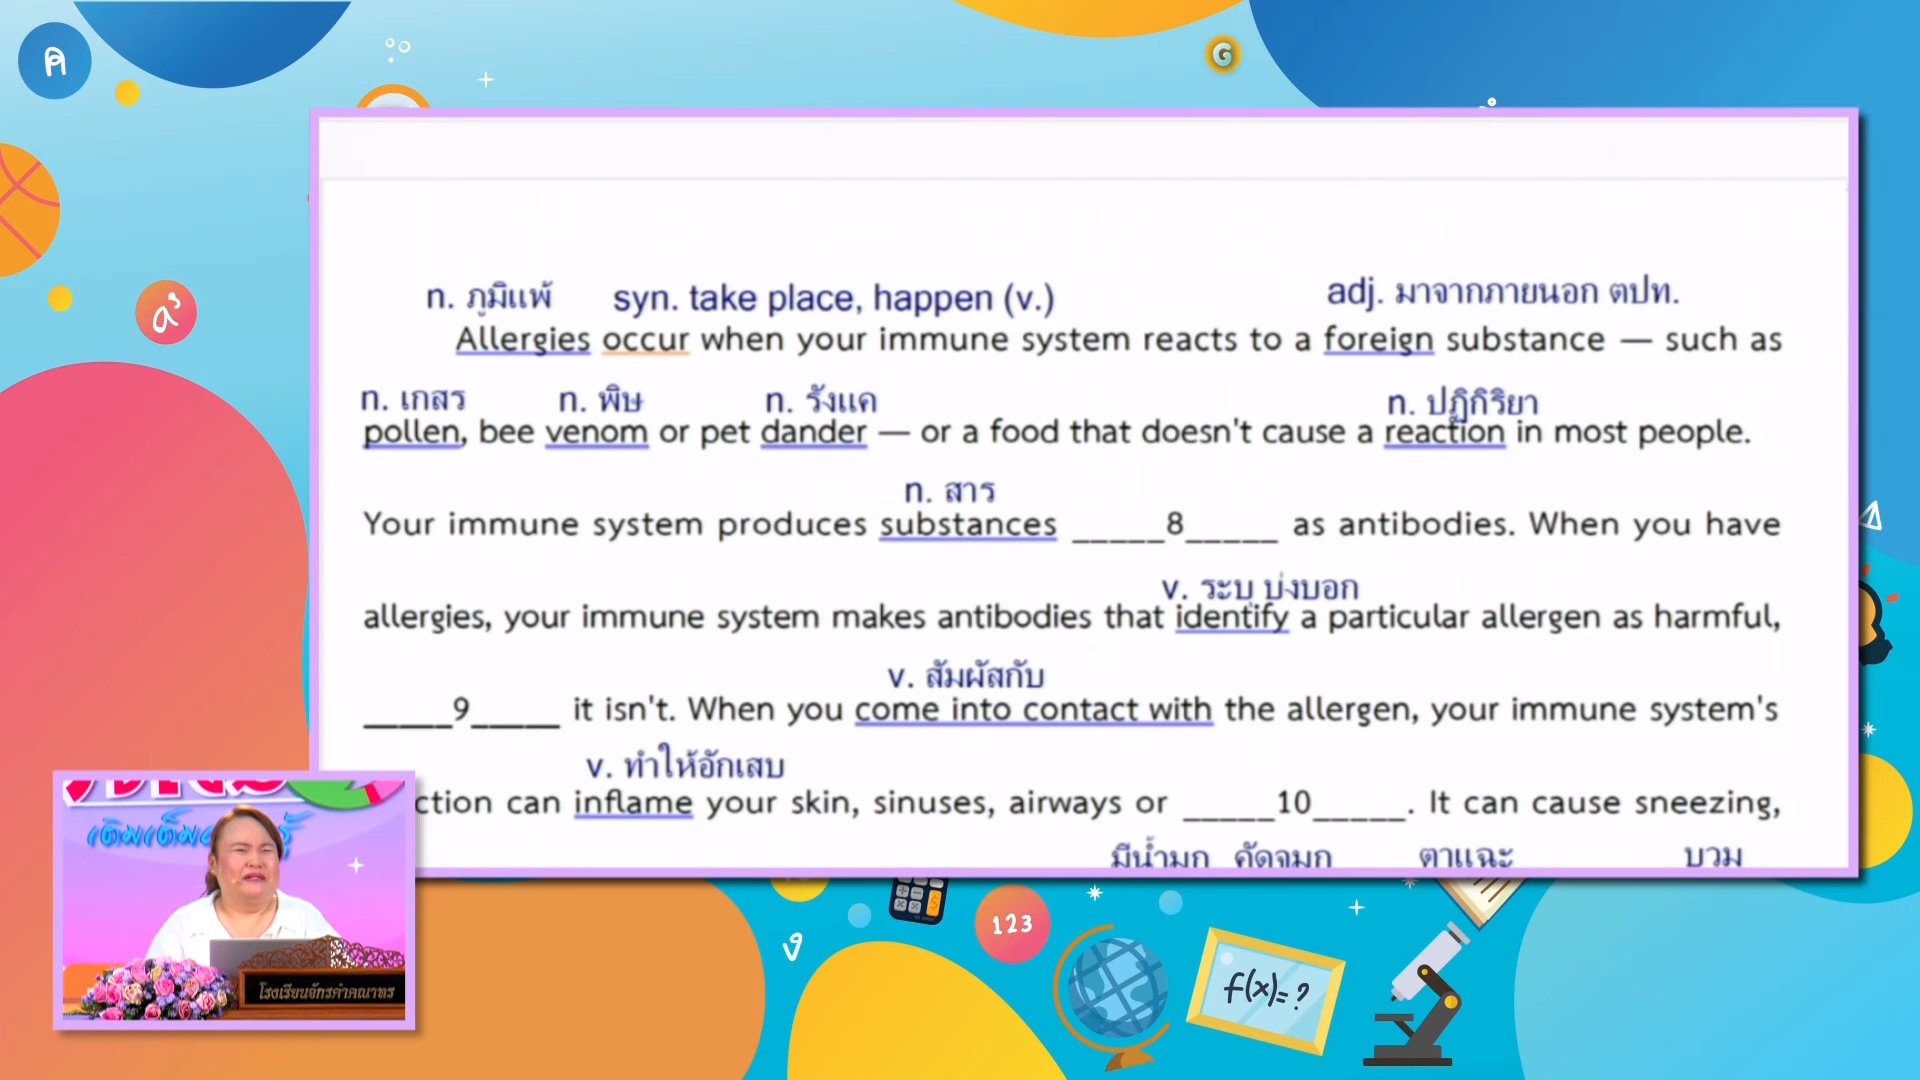 ค
G
a³
n. ภูมิแพ้ syn. take place, happen (v.) adj. มาจากภายนอก ตปท.
Allergies occur when your immune system reacts to a foreign substance — such as
n. เกสร n. พิษ n. รังแค n. ปฏิกิริยา
pollen, bee venom or pet dander — or a food that doesn't cause a reaction in most people.
n. สาร
Your immune system produces substances _____8_____ as antibodies. When you have
v. ระบุ บ่งบอก
allergies, your immune system makes antibodies that identify a particular allergen as harmful,
v. สัมผัสกับ
_____9_____ it isn't. When you come into contact with the allergen, your immune system's
v. ทำให้อักเสบ
ction can inflame your skin, sinuses, airways or _____10_____. It can cause sneezing,
มีน้ำมูก คัดจมูก ตาแฉะ บวม
โรงเรียนจักรคำคณาทร
123
f(x)=?